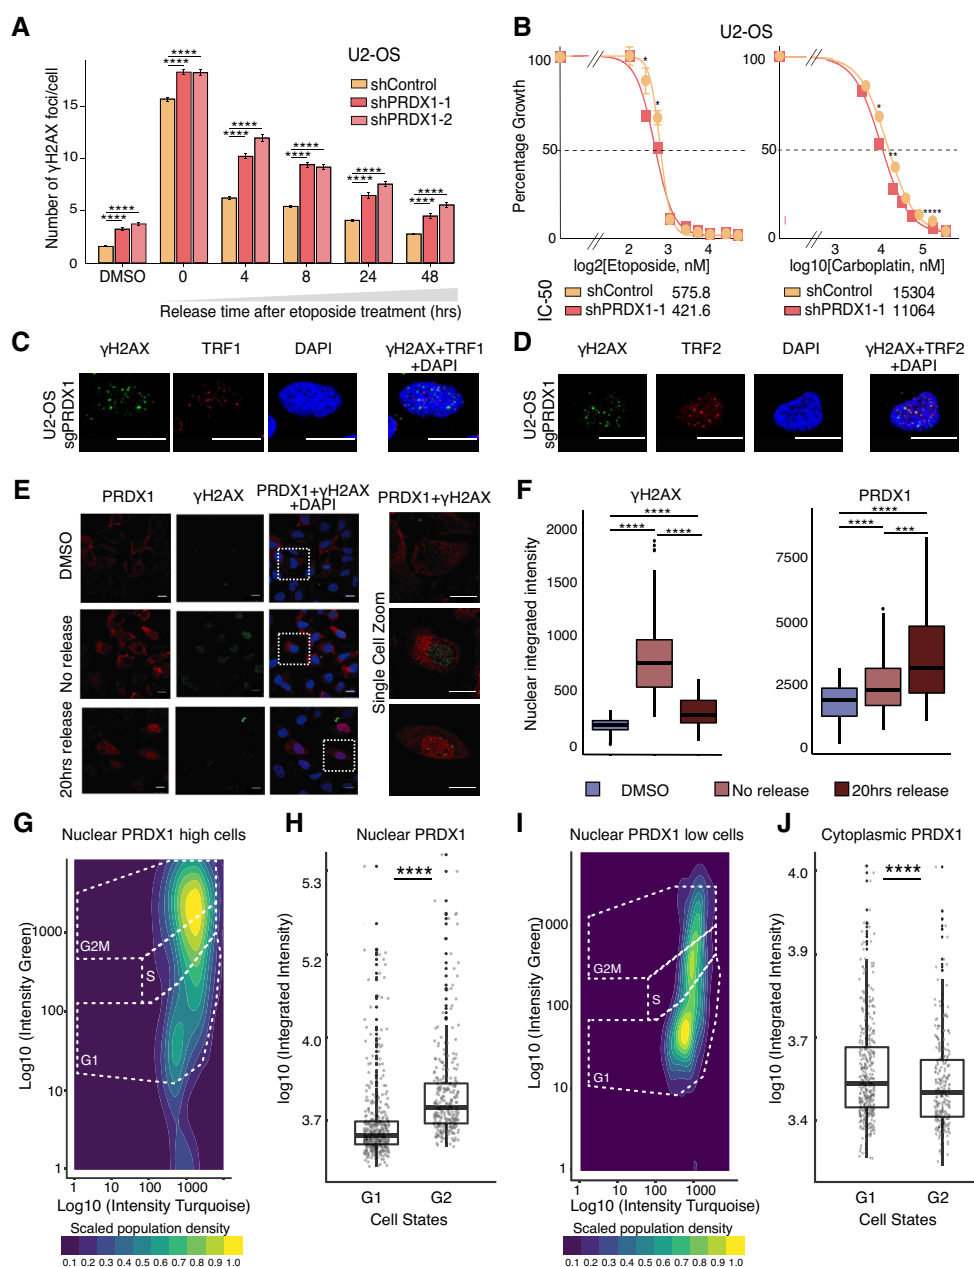 A
U2-OS
shControl
shPRDX1-1
shPRDX1-2
Number of γH2AX foci/cell
15
10
5
0
**** **** **** **** **** **** **** **** **** **** **** ****
DMSO 0 4 8 24 48
Release time after etoposide treatment (hrs)
B
U2-OS
Percentage Growth
100
50
0
* *
2 3 4
log2[Etoposide, nM]
100
50
0
* ** ****
3 4 5
log10[Carboplatin, nM]
IC-50
shControl 575.8
shPRDX1-1 421.6
shControl 15304
shPRDX1-1 11064
C
γH2AX TRF1 DAPI γH2AX+TRF1
+DAPI
U2-OS
sgPRDX1
D
γH2AX TRF2 DAPI γH2AX+TRF2
+DAPI
U2-OS
sgPRDX1
E
PRDX1 γH2AX PRDX1+γH2AX
+DAPI
PRDX1+γH2AX
DMSO
No release
20hrs release
Single Cell Zoom
F
γH2AX
Nuclear integrated intensity
2000
1500
1000
500
0
**** **** ****
PRDX1
7500
5000
2500
0
**** **** ***
DMSO No release 20hrs release
G
Nuclear PRDX1 high cells
Log10 (Intensity Green)
1000
100
10
1
G2M
S
G1
1 10 100 1000
Log10 (Intensity Turquoise)
Scaled population density
0.1 0.2 0.3 0.4 0.5 0.6 0.7 0.8 0.9 1.0
H
Nuclear PRDX1
log10 (Integrated Intensity)
5.3
5.2
4.0
3.7
****
G1 G2
Cell States
I
Nuclear PRDX1 low cells
Log10 (Intensity Green)
1000
100
10
1
G2M
S
G1
1 10 100 1000
Log10 (Intensity Turquoise)
Scaled population density
0.1 0.2 0.3 0.4 0.5 0.6 0.7 0.8 0.9 1.0
J
Cytoplasmic PRDX1
log10 (Integrated Intensity)
4.0
3.9
3.7
3.4
****
G1 G2
Cell States